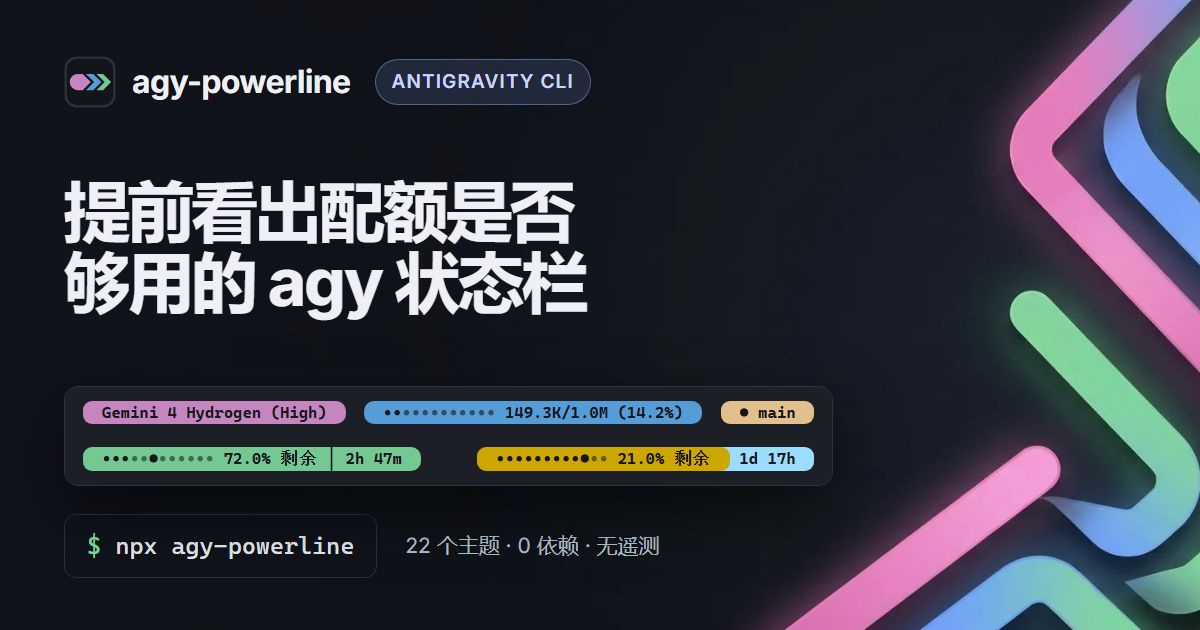 agy-powerline ANTIGRAVITY CLI
提前看出配额是否
够用的 agy 状态栏
Gemini 4 Hydrogen (High) 149.3K/1.0M (14.2%) ● main
72.0% 剩余 2h 47m 21.0% 剩余 1d 17h
$ npx agy-powerline 22 个主题 · 0 依赖 · 无遥测